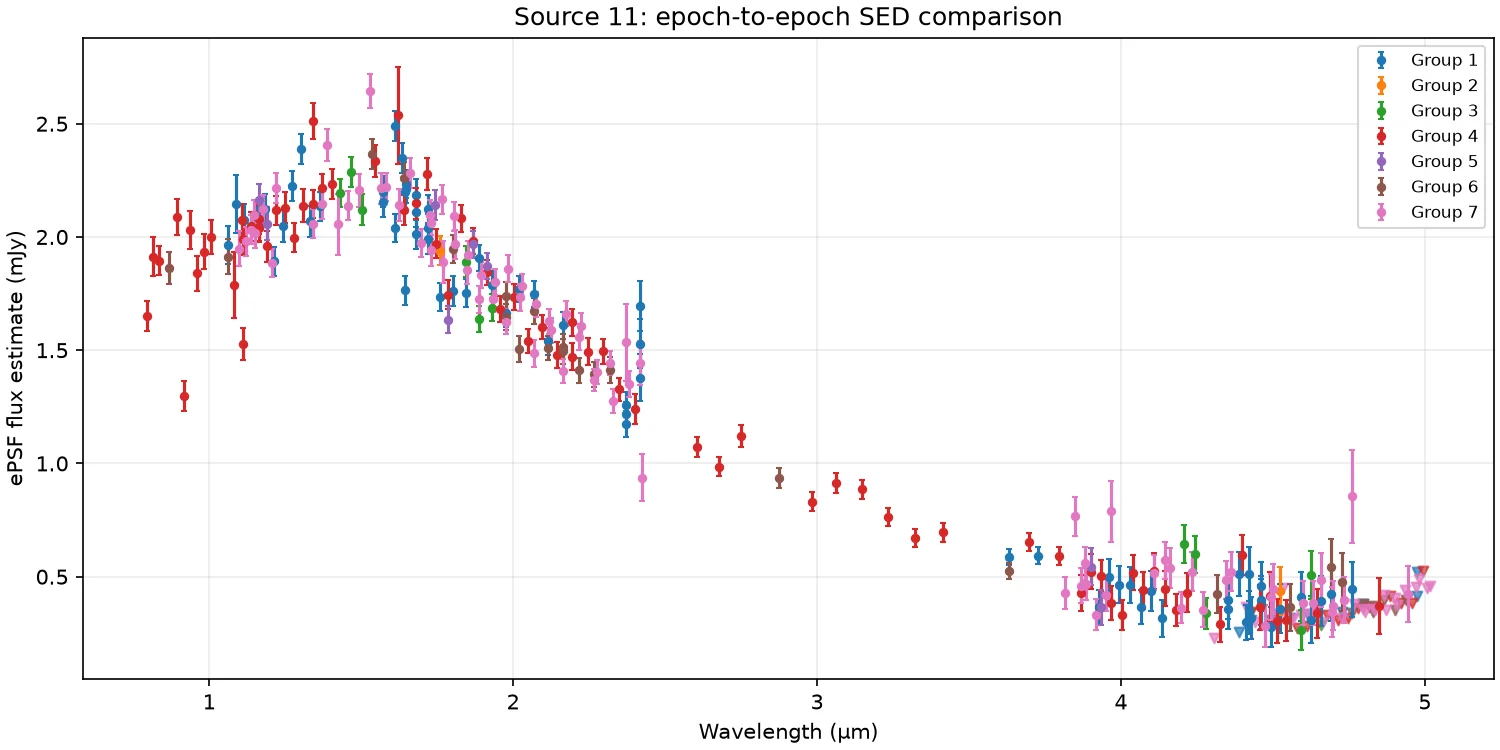 Source 11: epoch-to-epoch SED comparison
ePSF flux estimate (mJy)
2.5
2.0
1.5
1.0
0.5
Group 1
Group 2
Group 3
Group 4
Group 5
Group 6
Group 7
1 2 3 4 5
Wavelength (μm)